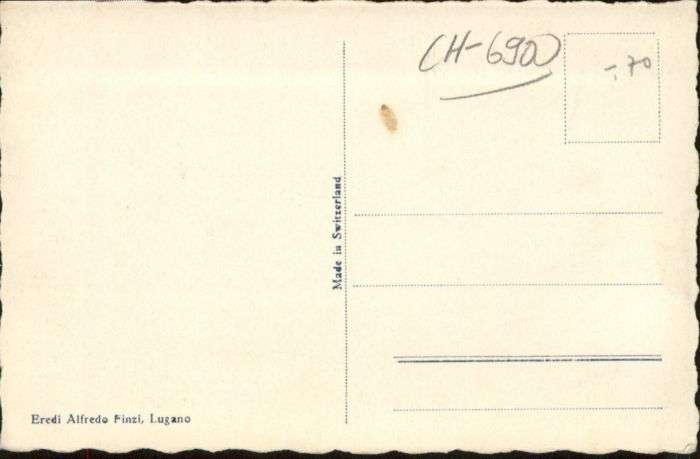 CH-6900
-.70
Made in Switzerland
Eredi Alfredo Finzi, Lugano